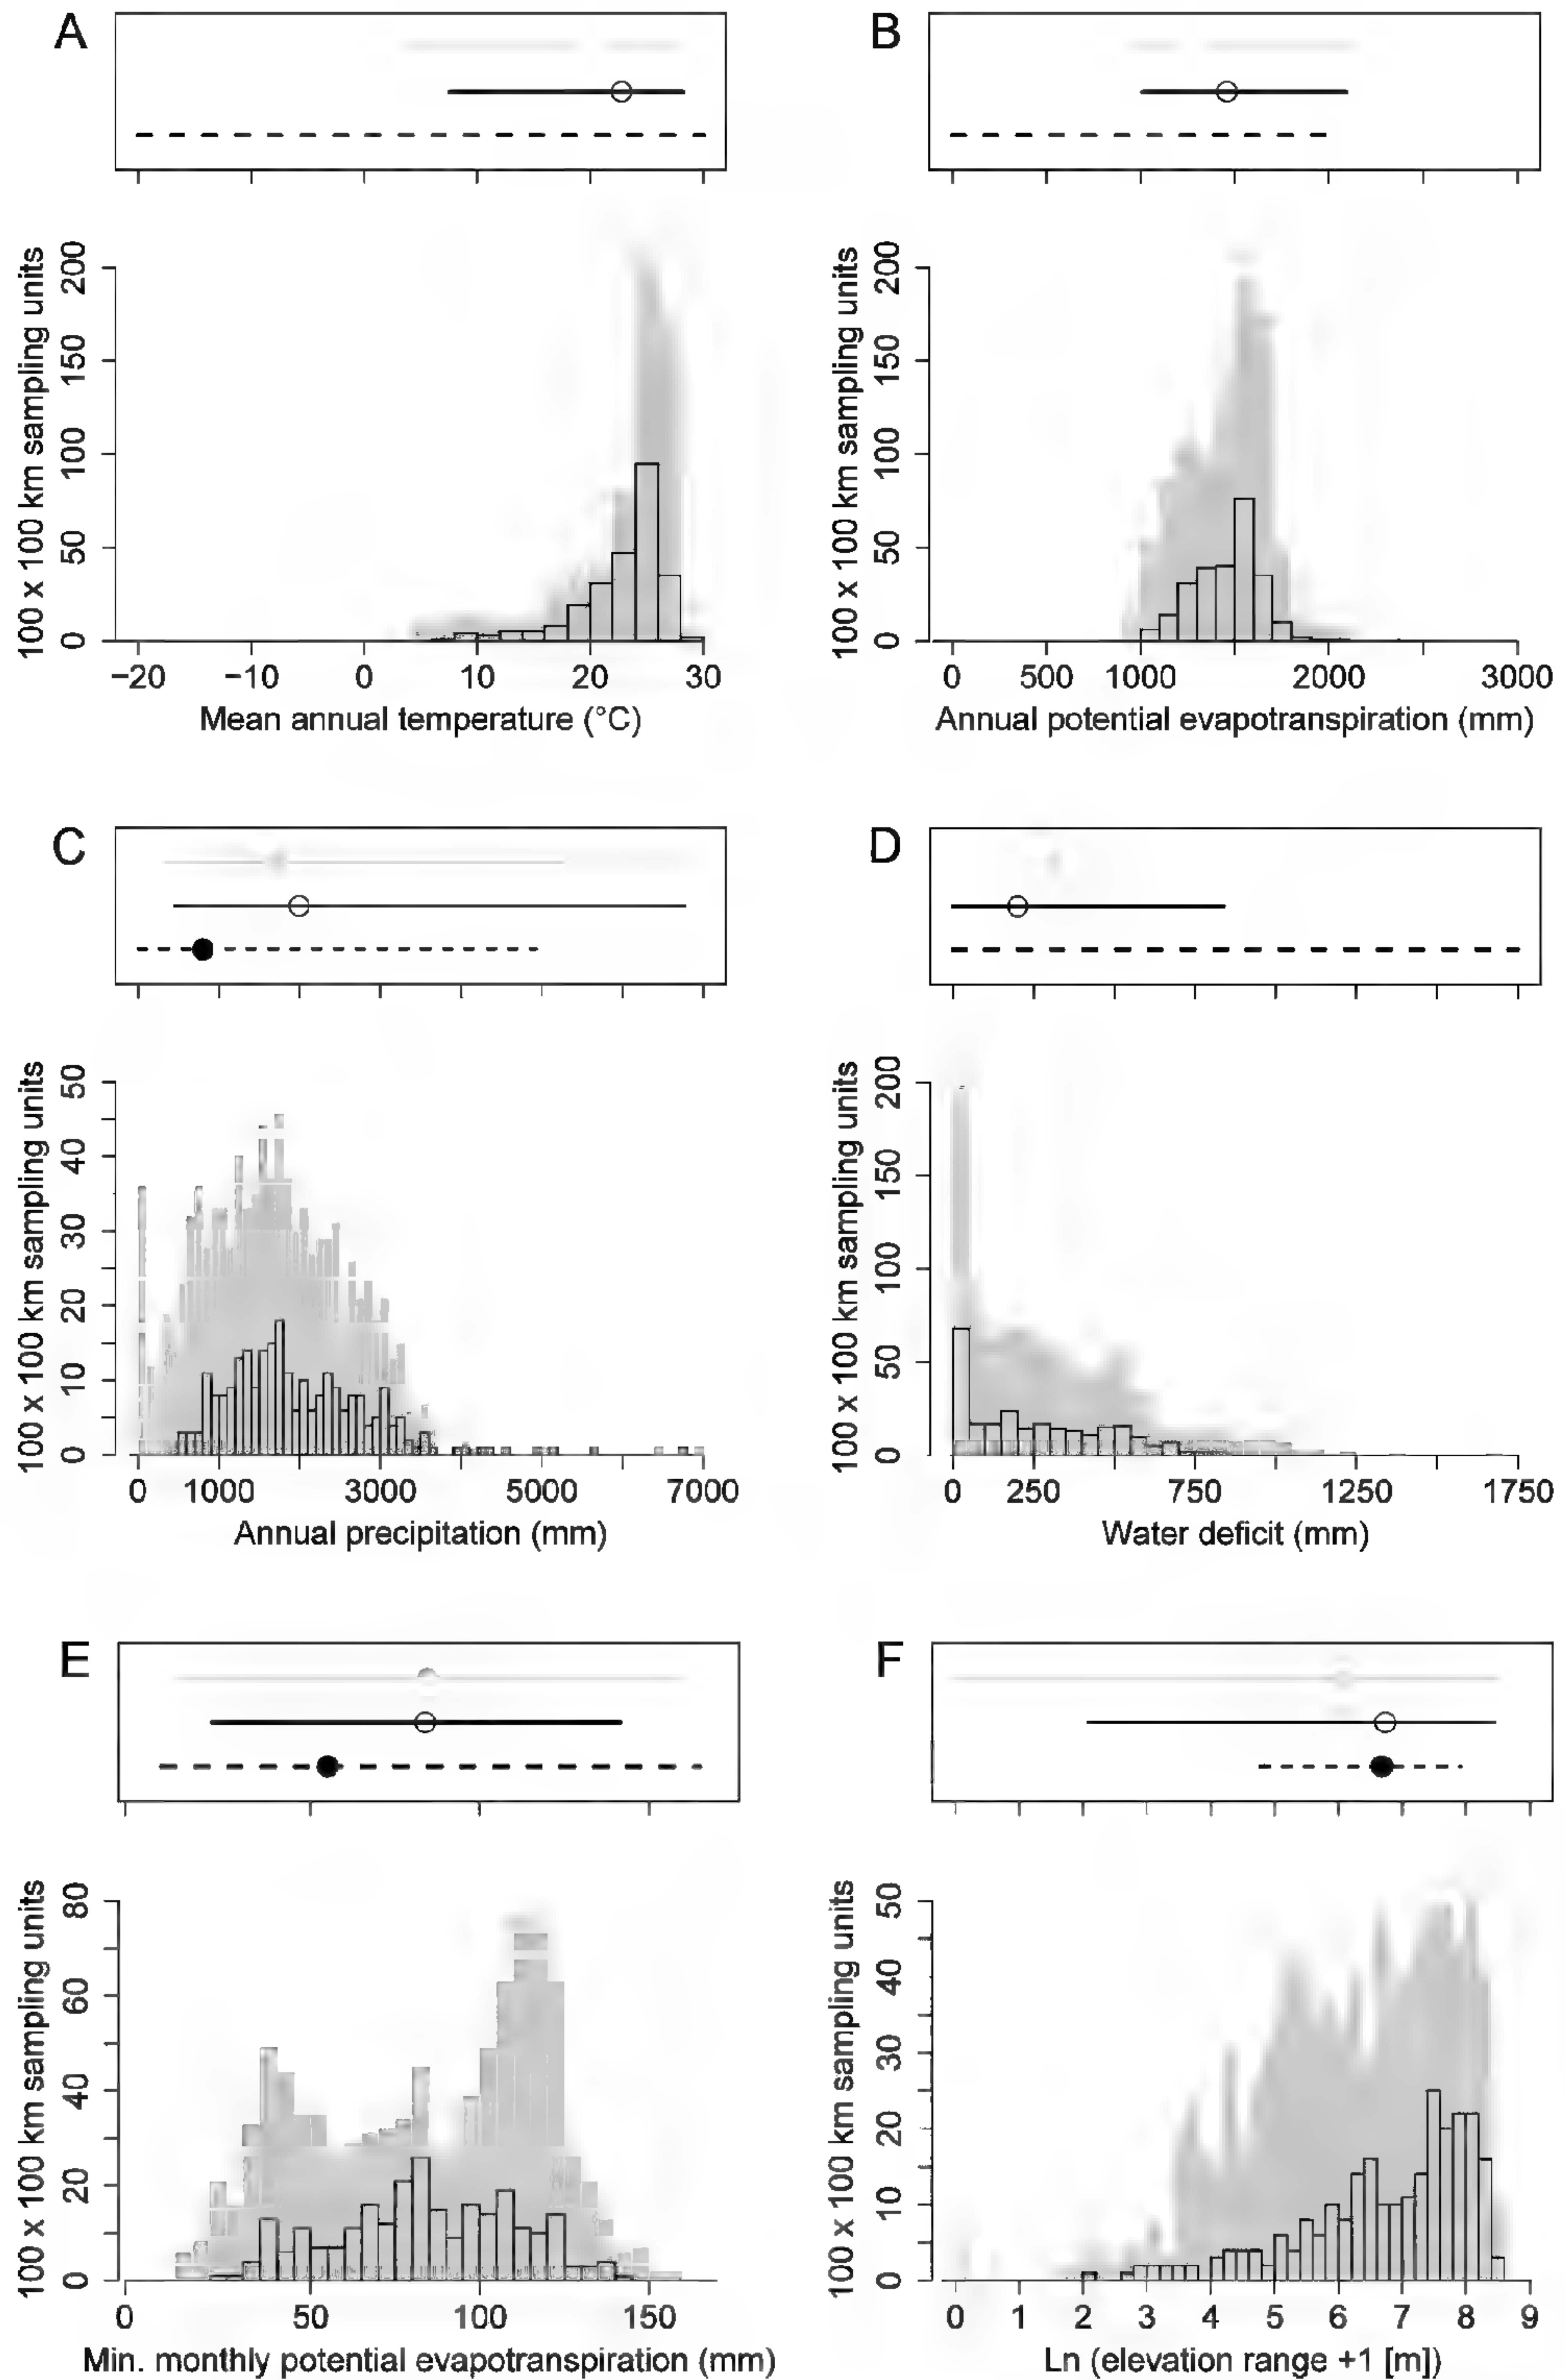 A
B
100 x 100 km sampling units
0 50 100 150 200
−20 −10 0 10 20 30
Mean annual temperature (°C)
100 x 100 km sampling units
0 50 100 150 200
0 500 1000 2000 3000
Annual potential evapotranspiration (mm)
C
D
100 x 100 km sampling units
0 10 20 30 40 50
0 1000 3000 5000 7000
Annual precipitation (mm)
100 x 100 km sampling units
0 50 100 150 200
0 250 750 1250 1750
Water deficit (mm)
E
F
100 x 100 km sampling units
0 20 40 60 80
0 50 100 150
Min. monthly potential evapotranspiration (mm)
100 x 100 km sampling units
0 10 20 30 40 50
0 1 2 3 4 5 6 7 8 9
Ln (elevation range +1 [m])